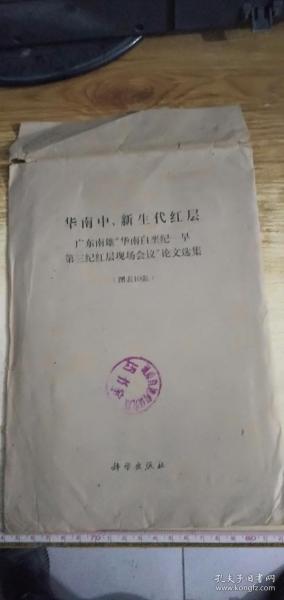 华南中、新生代红层
广东南雄“华南白垩纪—早
第三纪红层现场会议”论文选集
（图表10张）
科学出版社
孔夫子旧书网